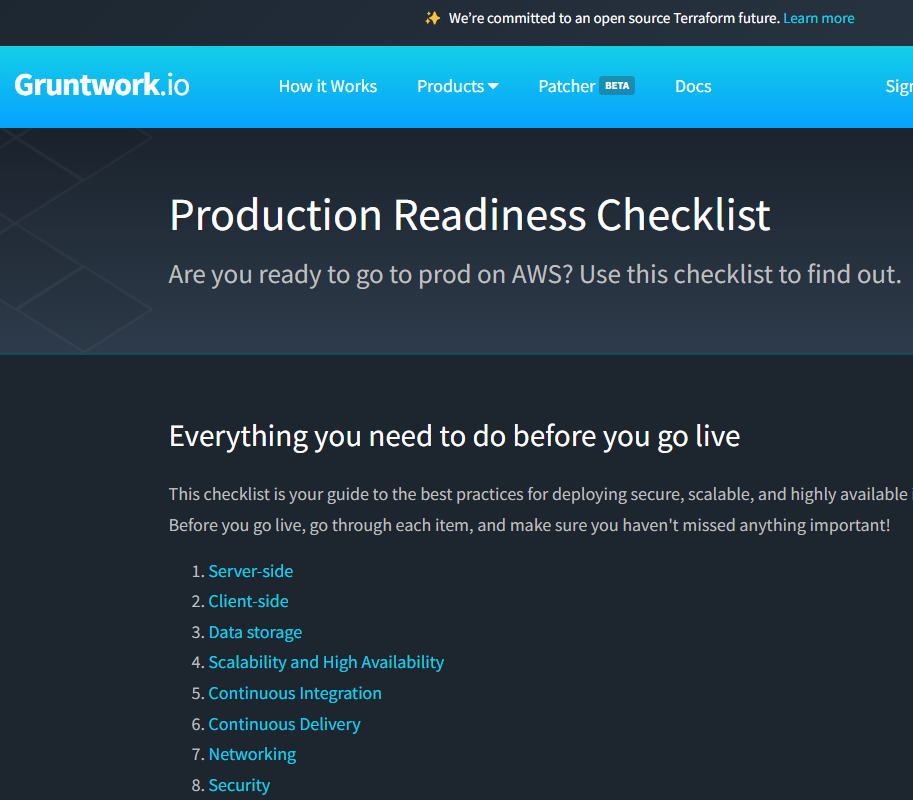 ✨ We're committed to an open source Terraform future. Learn more
Gruntwork.io How it Works Products Patcher BETA Docs
Production Readiness Checklist
Are you ready to go to prod on AWS? Use this checklist to find out.
Everything you need to do before you go live
This checklist is your guide to the best practices for deploying secure, scalable, and highly available
Before you go live, go through each item, and make sure you haven't missed anything important!
1. Server-side
2. Client-side
3. Data storage
4. Scalability and High Availability
5. Continuous Integration
6. Continuous Delivery
7. Networking
8. Security